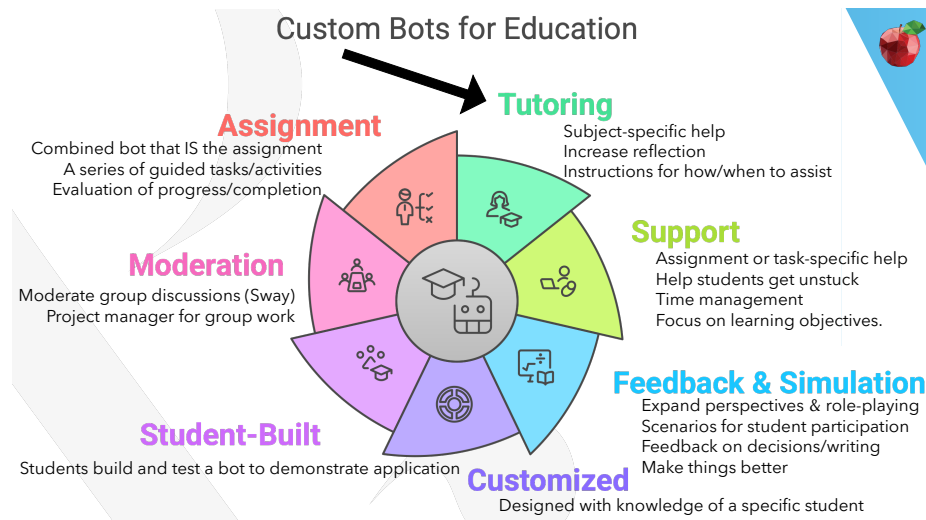 Custom Bots for Education
Tutoring
Subject-specific help
Increase reflection
Instructions for how/when to assist
Support
Assignment or task-specific help
Help students get unstuck
Time management
Focus on learning objectives.
Feedback & Simulation
Expand perspectives & role-playing
Scenarios for student participation
Feedback on decisions/writing
Make things better
Customized
Designed with knowledge of a specific student
Student-Built
Students build and test a bot to demonstrate application
Moderation
Moderate group discussions (Sway)
Project manager for group work
Assignment
Combined bot that IS the assignment
A series of guided tasks/activities
Evaluation of progress/completion